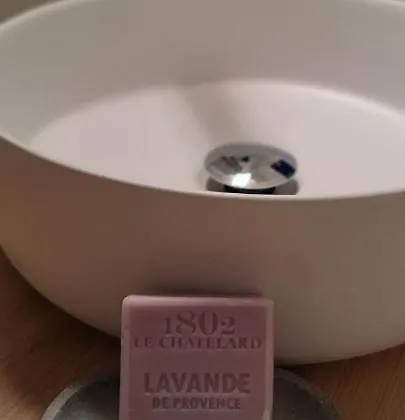 1802
LE CHATELARD
LAVANDE
DE PROVENCE